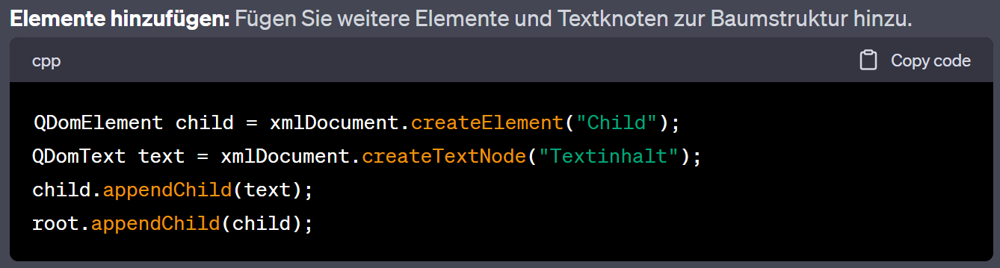 Elemente hinzufügen: Fügen Sie weitere Elemente und Textknoten zur Baumstruktur hinzu.
cpp Copy code
QDomElement child = xmlDocument.createElement("Child");
QDomText text = xmlDocument.createTextNode("Textinhalt");
child.appendChild(text);
root.appendChild(child);